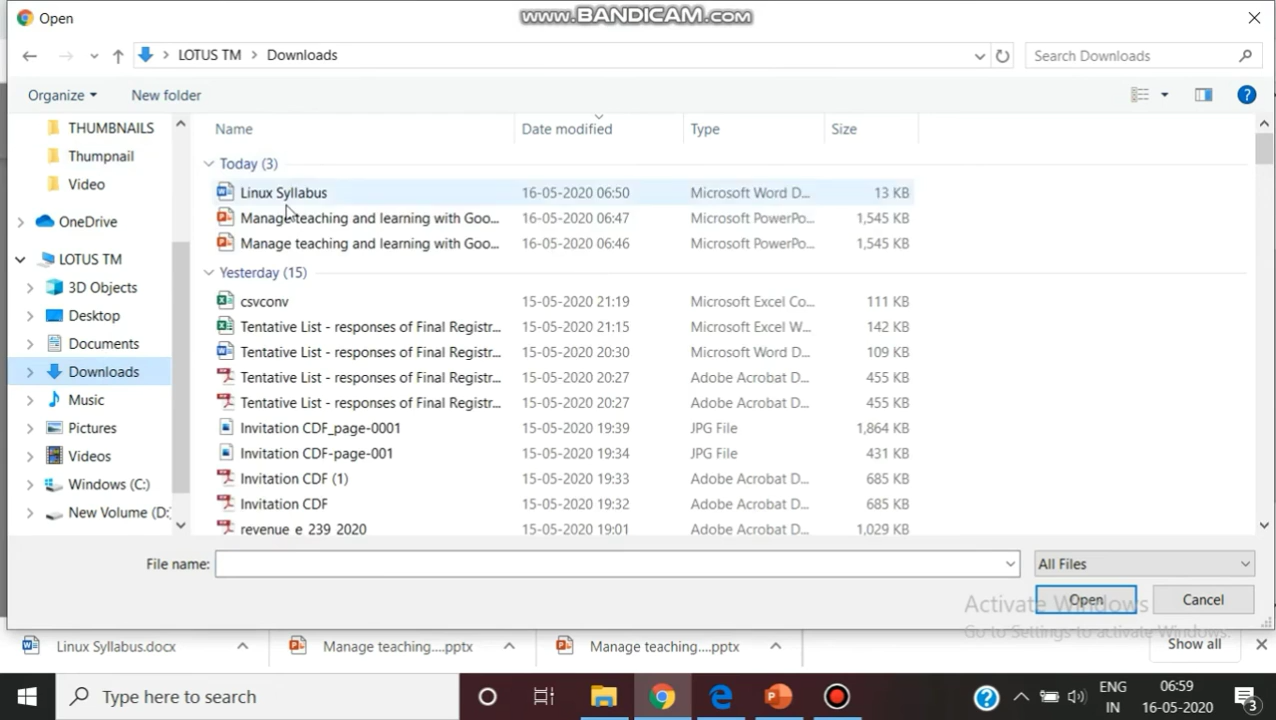 Open
www.BANDICAM.com
LOTUS TM
Downloads
Search Downloads
Organize
New folder
THUMBNAILS
Thumpnail
Video
OneDrive
LOTUS TM
3D Objects
Desktop
Documents
Downloads
Music
Pictures
Videos
Windows (C:)
New Volume (D:
Name Date modified Type Size
Today (3)
Linux Syllabus 16-05-2020 06:50 Microsoft Word D... 13 KB
Manage teaching and learning with Goo... 16-05-2020 06:47 Microsoft PowerPo... 1,545 KB
Manage teaching and learning with Goo... 16-05-2020 06:46 Microsoft PowerPo... 1,545 KB
Yesterday (15)
csvconv 15-05-2020 21:19 Microsoft Excel Co... 111 KB
Tentative List - responses of Final Registr... 15-05-2020 21:15 Microsoft Excel W... 142 KB
Tentative List - responses of Final Registr... 15-05-2020 20:30 Microsoft Word D... 109 KB
Tentative List - responses of Final Registr... 15-05-2020 20:27 Adobe Acrobat D... 455 KB
Tentative List - responses of Final Registr... 15-05-2020 20:27 Adobe Acrobat D... 455 KB
Invitation CDF_page-0001 15-05-2020 19:39 JPG File 1,864 KB
Invitation CDF-page-001 15-05-2020 19:34 JPG File 431 KB
Invitation CDF (1) 15-05-2020 19:33 Adobe Acrobat D... 685 KB
Invitation CDF 15-05-2020 19:32 Adobe Acrobat D... 685 KB
revenue_e_239_2020 15-05-2020 19:01 Adobe Acrobat D... 1,029 KB
File name:
All Files
Open
Cancel
Activate Windows
Go to Settings to activate Windows.
Linux Syllabus.docx
Manage teaching....pptx
Manage teaching....pptx
Show all
Type here to search
ENG
IN
06:59
16-05-2020
3